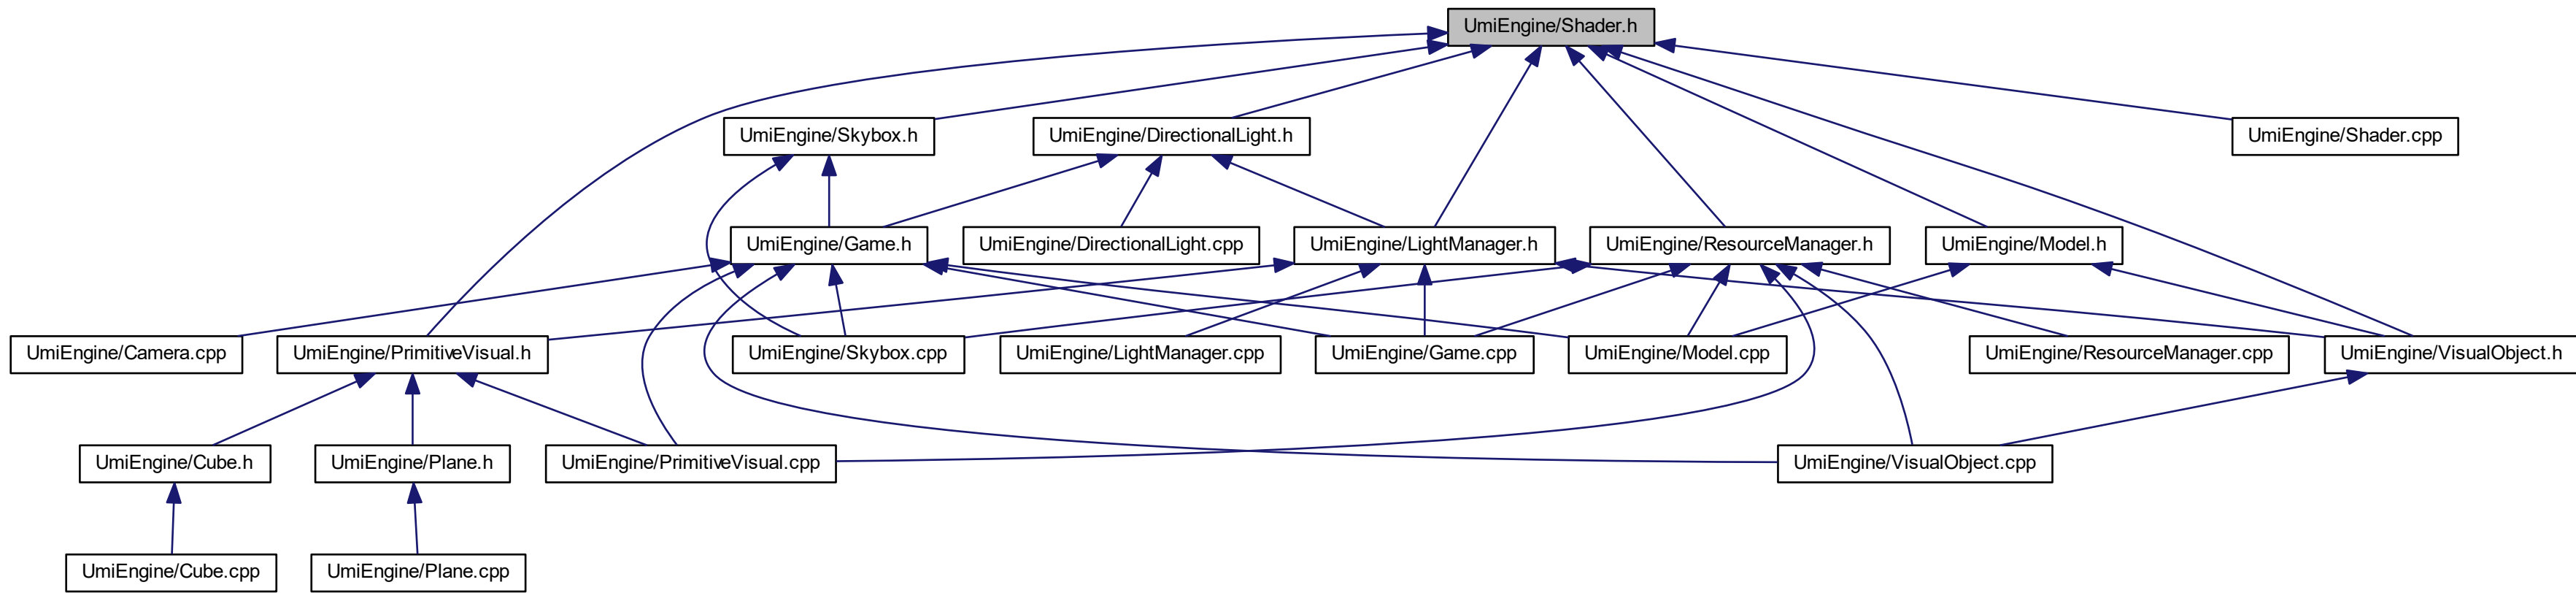 UmiEngine/Shader.h
UmiEngine/Skybox.h
UmiEngine/DirectionalLight.h
UmiEngine/Shader.cpp
UmiEngine/Game.h
UmiEngine/DirectionalLight.cpp
UmiEngine/LightManager.h
UmiEngine/ResourceManager.h
UmiEngine/Model.h
UmiEngine/Camera.cpp
UmiEngine/PrimitiveVisual.h
UmiEngine/Skybox.cpp
UmiEngine/LightManager.cpp
UmiEngine/Game.cpp
UmiEngine/Model.cpp
UmiEngine/ResourceManager.cpp
UmiEngine/VisualObject.h
UmiEngine/Cube.h
UmiEngine/Plane.h
UmiEngine/PrimitiveVisual.cpp
UmiEngine/VisualObject.cpp
UmiEngine/Cube.cpp
UmiEngine/Plane.cpp